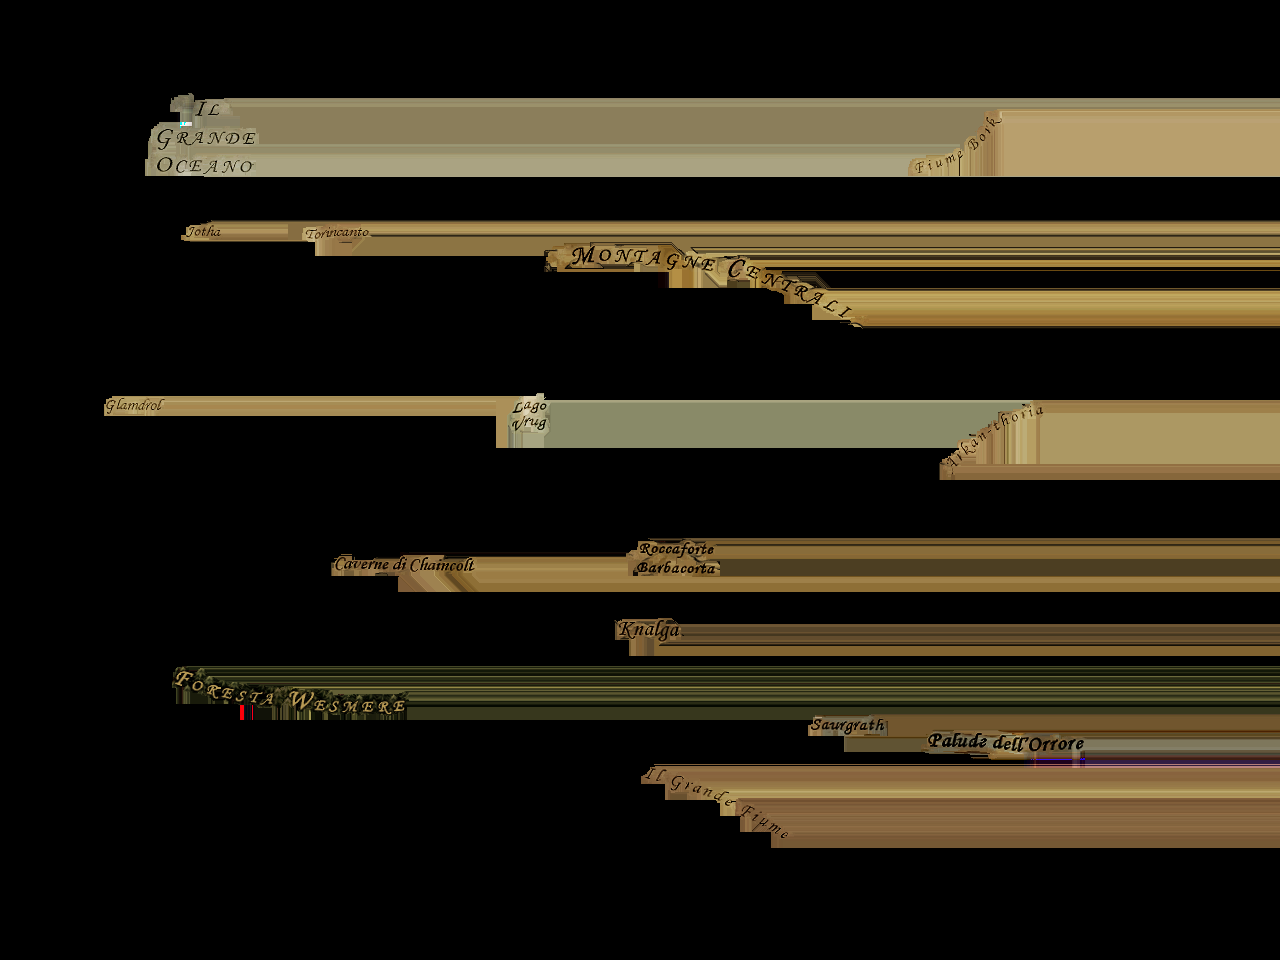 IL
GRANDE
OCEANO
Fiume Bork
Jotha
Torincanto
MONTAGNE CENTRALI
Glamdrol
Lago
Vrug
Arkan-thoria
Roccaforte
Barbacorta
Caverne di Chaincolt
Knalga
FORESTA WESMERE
Saurgrath
Palude dell'Orrore
Il Grande Fiume